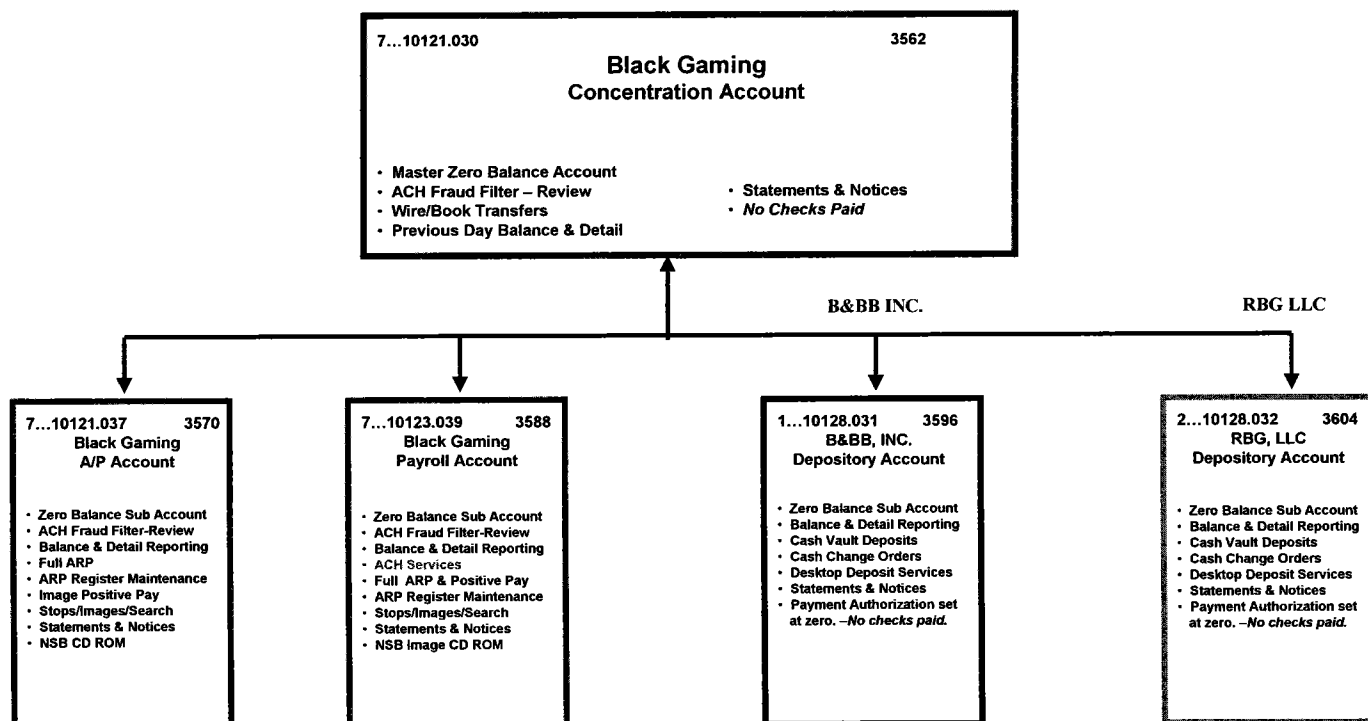 7...10121.030 3562
Black Gaming
Concentration Account
• Master Zero Balance Account
• ACH Fraud Filter – Review
• Wire/Book Transfers
• Previous Day Balance & Detail
• Statements & Notices
• No Checks Paid
B&BB INC.
RBG LLC
7...10121.037 3570
Black Gaming
A/P Account
• Zero Balance Sub Account
• ACH Fraud Filter-Review
• Balance & Detail Reporting
• Full ARP
• ARP Register Maintenance
• Image Positive Pay
• Stops/Images/Search
• Statements & Notices
• NSB CD ROM
7...10123.039 3588
Black Gaming
Payroll Account
• Zero Balance Sub Account
• ACH Fraud Filter-Review
• Balance & Detail Reporting
• ACH Services
• Full ARP & Positive Pay
• ARP Register Maintenance
• Stops/Images/Search
• Statements & Notices
• NSB Image CD ROM
1...10128.031 3596
B&BB, INC.
Depository Account
• Zero Balance Sub Account
• Balance & Detail Reporting
• Cash Vault Deposits
• Cash Change Orders
• Desktop Deposit Services
• Statements & Notices
• Payment Authorization set
at zero. –No checks paid.
2...10128.032 3604
RBG, LLC
Depository Account
• Zero Balance Sub Account
• Balance & Detail Reporting
• Cash Vault Deposits
• Cash Change Orders
• Desktop Deposit Services
• Statements & Notices
• Payment Authorization set
at zero. –No checks paid.